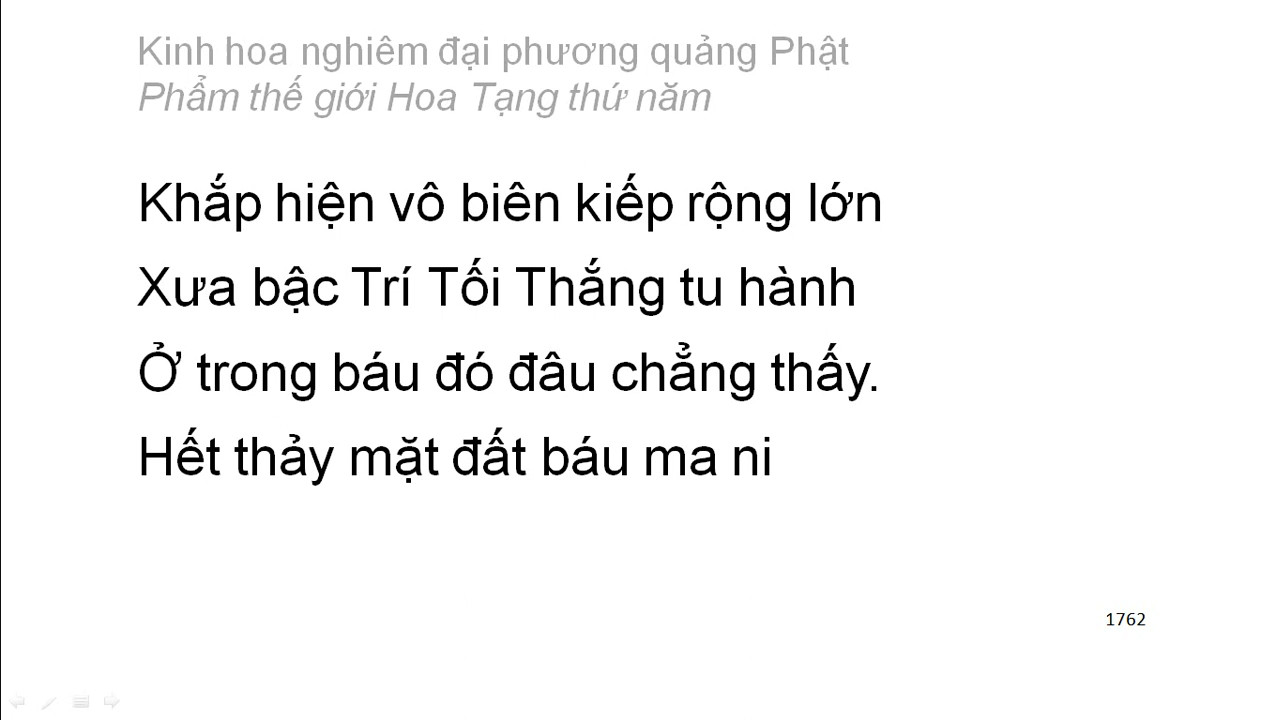 Kinh hoa nghiêm đại phương quảng Phật
Phẩm thế giới Hoa Tạng thứ năm
Khắp hiện vô biên kiếp rộng lớn
Xưa bậc Trí Tối Thắng tu hành
Ở trong báu đó đâu chẳng thấy.
Hết thảy mặt đất báu ma ni
1762